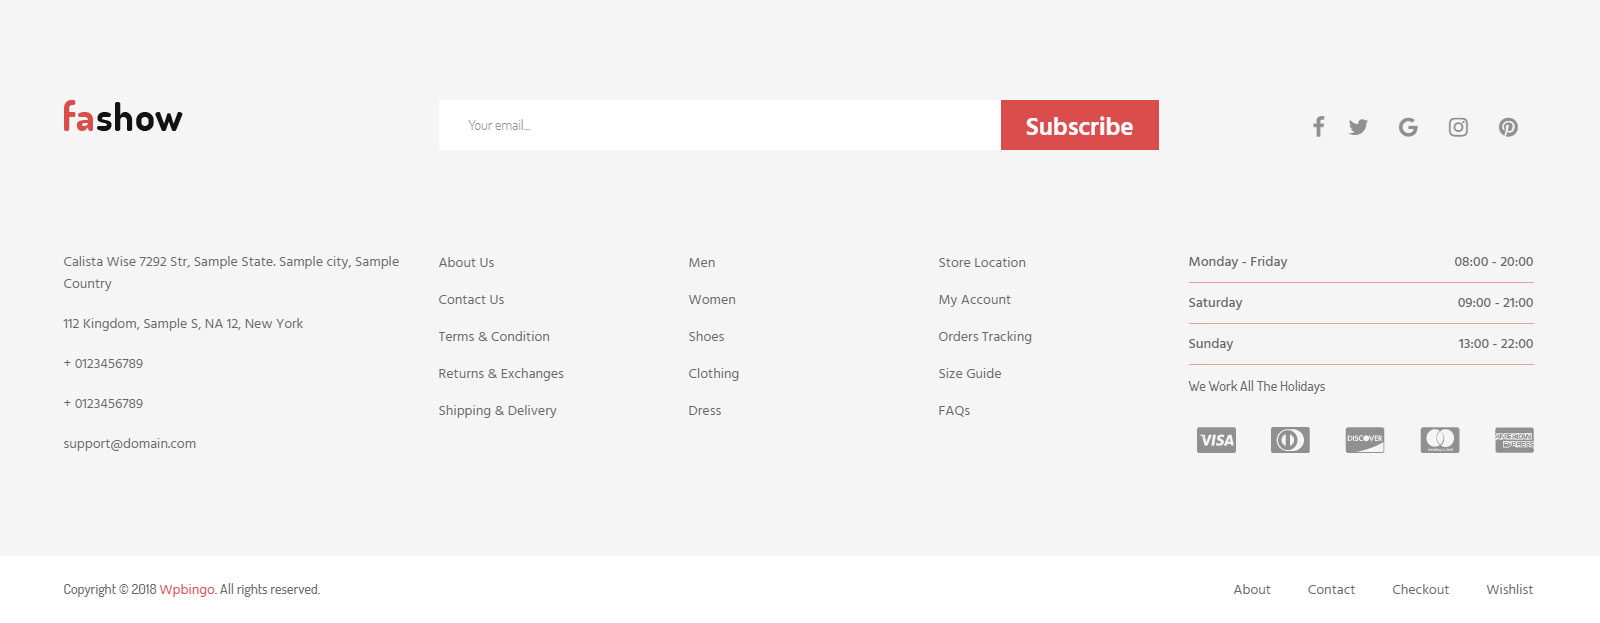 fashow
Your email...
Subscribe
Calista Wise 7292 Str, Sample State. Sample city, Sample
Country
112 Kingdom, Sample S, NA 12, New York
+ 0123456789
+ 0123456789
support@domain.com
About Us
Contact Us
Terms & Condition
Returns & Exchanges
Shipping & Delivery
Men
Women
Shoes
Clothing
Dress
Store Location
My Account
Orders Tracking
Size Guide
FAQs
Monday - Friday 08:00 - 20:00
Saturday 09:00 - 21:00
Sunday 13:00 - 22:00
We Work All The Holidays
VISA
DISCOVER
MasterCard
AMERICAN
EXPRESS
Copyright © 2018 Wpbingo. All rights reserved.
About Contact Checkout Wishlist